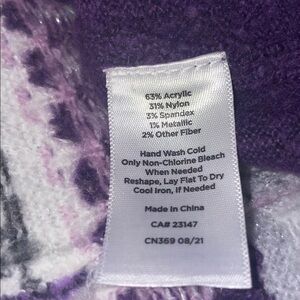 63% Acrylic
31% Nylon
3% Spandex
1% Metallic
2% Other Fiber
Hand Wash Cold
Only Non-Chlorine Bleach
When Needed
Reshape, Lay Flat To Dry
Cool Iron, If Needed
Made in China
CA# 23147
CN369 08/21